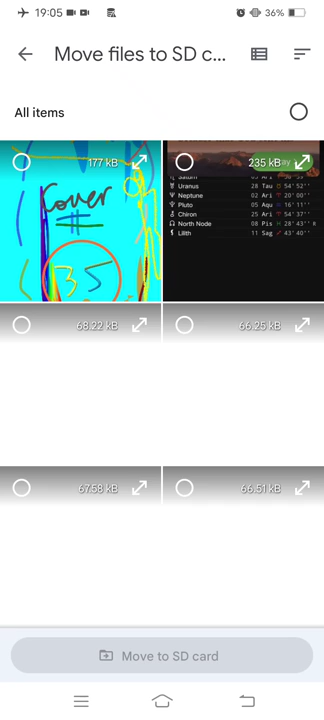 19:05 36%
Move files to SD c...
All items
177 kB
Cover
#
35
235 kB
Uranus 28 Tau 54'52''
Neptune 02 Ari 20'00''
Pluto 05 Aqu 16'11''
Chiron 25 Ari 54'37''
North Node 08 Pis 28'43'' R
Lilith 11 Sag 43'40''
68.22 kB
66.25 kB
67.58 kB
66.51 kB
Move to SD card